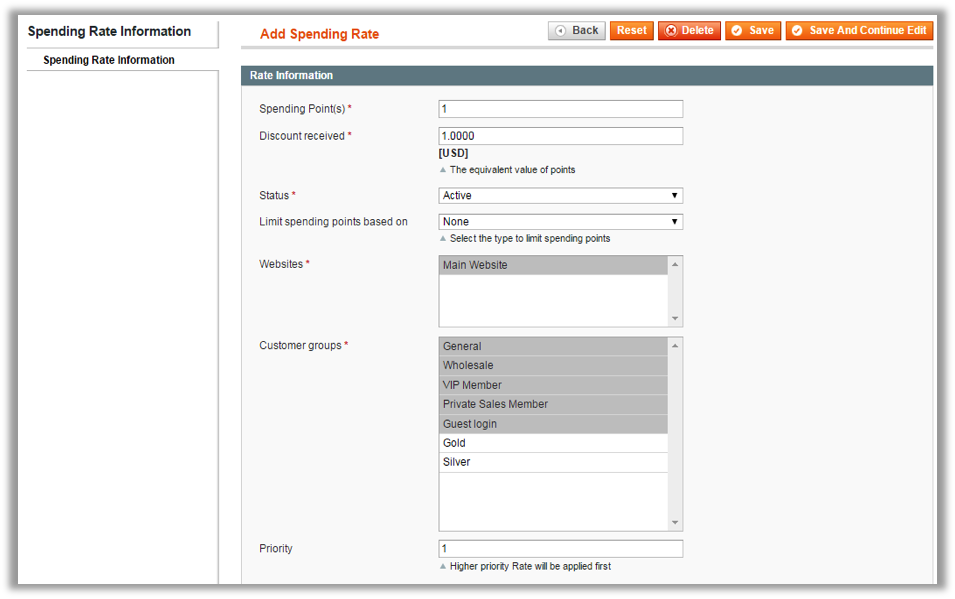 Spending Rate Information
Spending Rate Information
Add Spending Rate
Back Reset Delete Save Save And Continue Edit
Rate Information
Spending Point(s) * 1
Discount received * 1.0000
[USD]
The equivalent value of points
Status * Active
Limit spending points based on None
Select the type to limit spending points
Websites * Main Website
Customer groups * General
Wholesale
VIP Member
Private Sales Member
Guest login
Gold
Silver
Priority 1
Higher priority Rate will be applied first